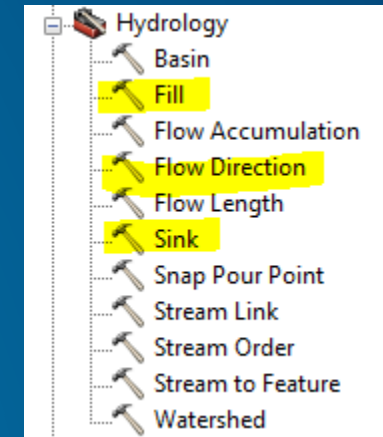 Hydrology
Basin
Fill
Flow Accumulation
Flow Direction
Flow Length
Sink
Snap Pour Point
Stream Link
Stream Order
Stream to Feature
Watershed